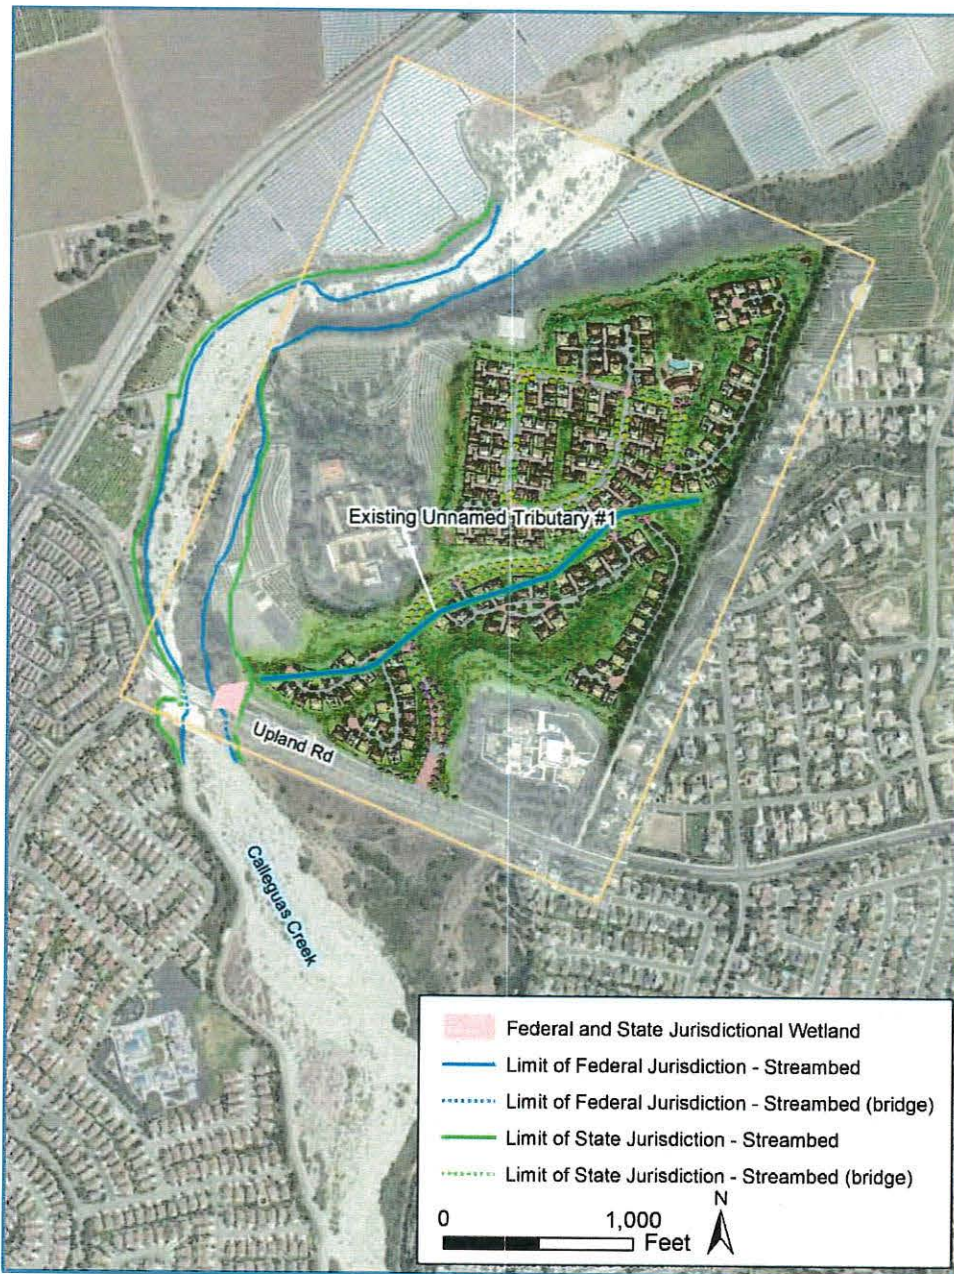 Existing Unnamed Tributary #1
Upland Rd
Calleguas Creek
Federal and State Jurisdictional Wetland
Limit of Federal Jurisdiction - Streambed
Limit of Federal Jurisdiction - Streambed (bridge)
Limit of State Jurisdiction - Streambed
Limit of State Jurisdiction - Streambed (bridge)
N
0 1,000
Feet